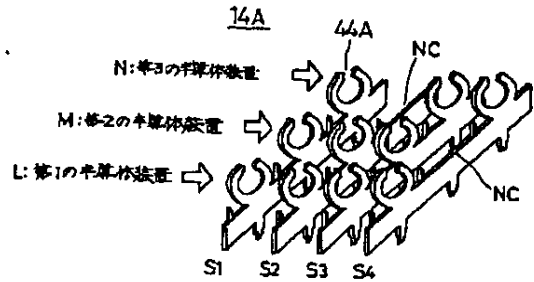 14A
44A
NC
N:第3の半導体装置
M:第2の半導体装置
L:第1の半導体装置
NC
S1 S2 S3 S4